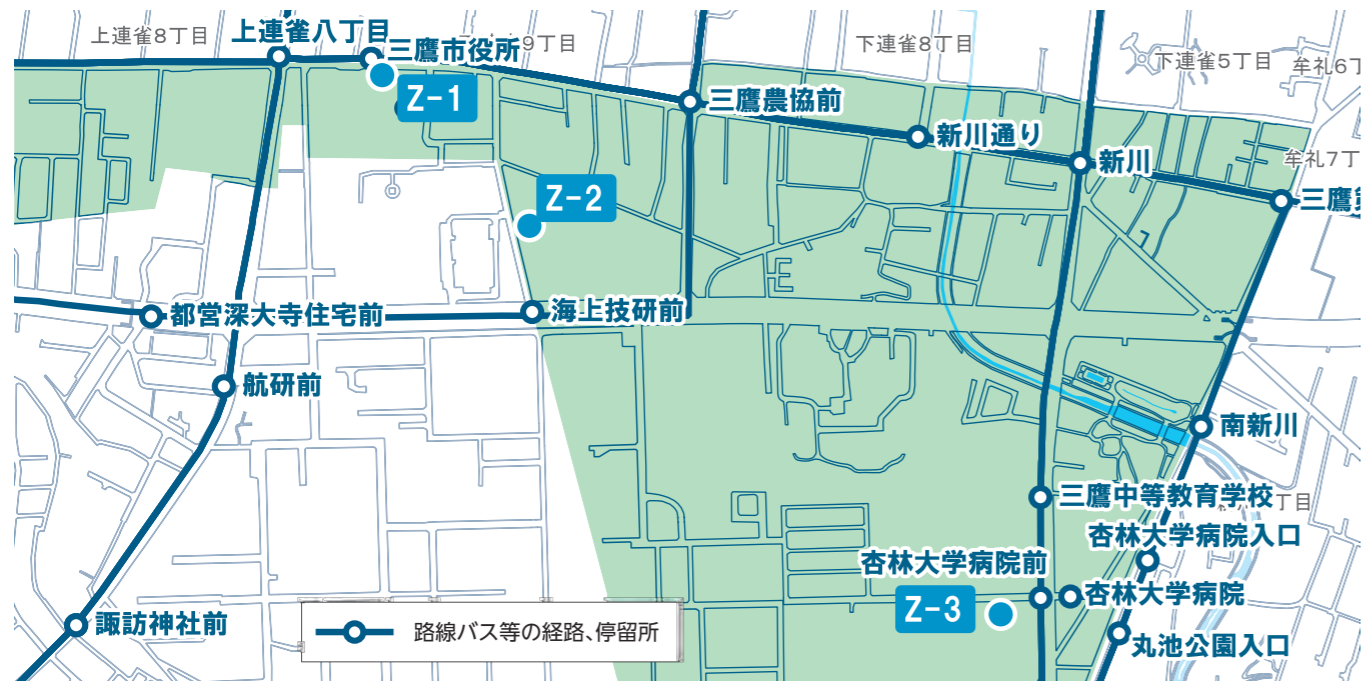 上連雀8丁目
上連雀八丁目
三鷹市役所
9丁目
下連雀8丁目
下連雀5丁目
牟礼6丁
Z-1
三鷹農協前
新川通り
新川
牟礼7丁
三鷹
Z-2
都営深大寺住宅前
海上技研前
航研前
南新川
三鷹中等教育学校
丁目
杏林大学病院入口
杏林大学病院前
杏林大学病院
Z-3
諏訪神社前
路線バス等の経路、停留所
丸池公園入口